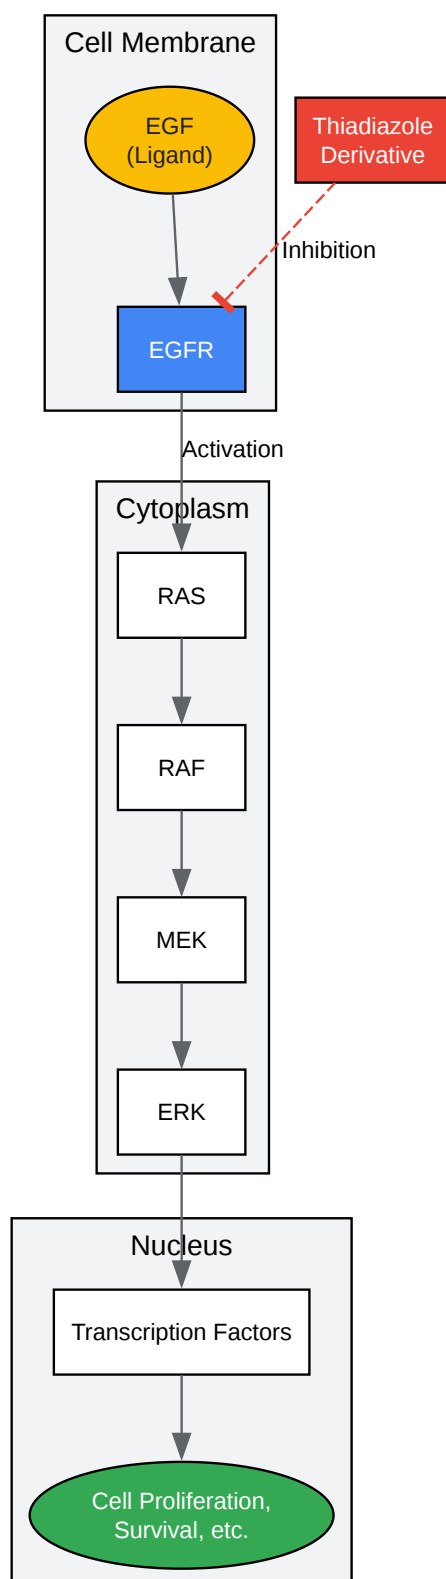 Cell Membrane
EGF
(Ligand)
Thiadiazole
Derivative
Inhibition
EGFR
Activation
Cytoplasm
RAS
RAF
MEK
ERK
Nucleus
Transcription Factors
Cell Proliferation,
Survival, etc.